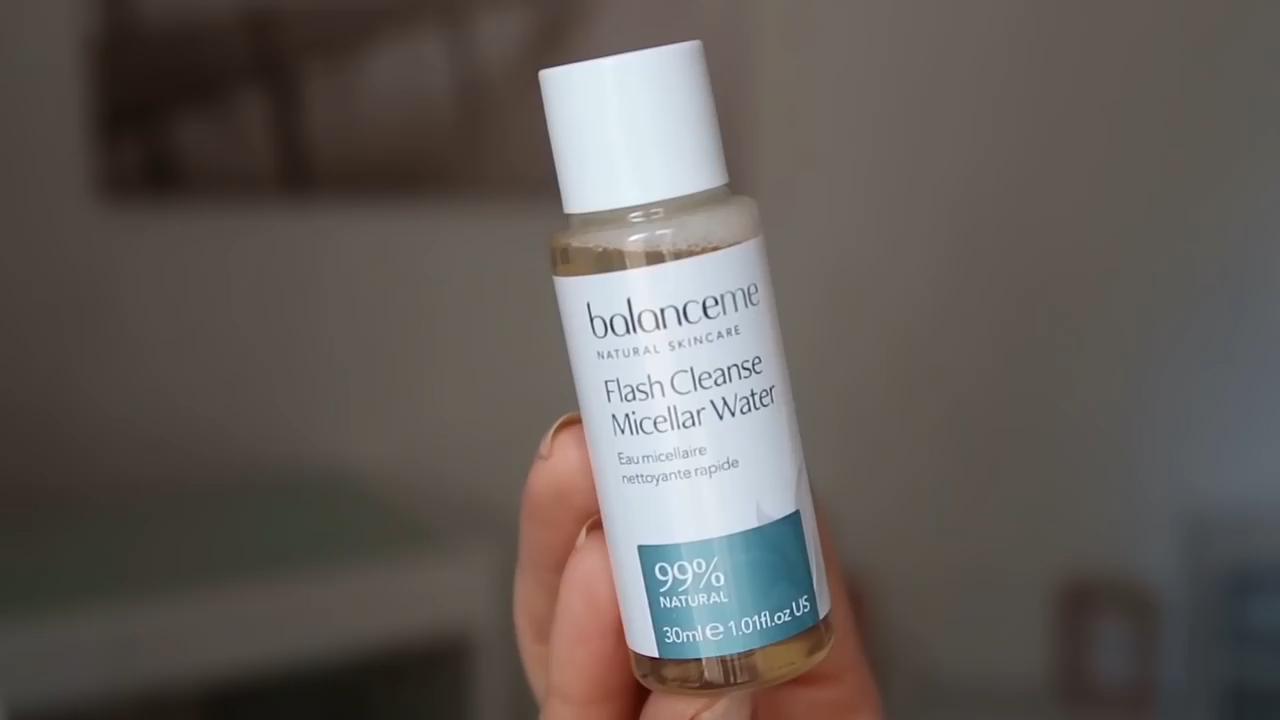 balanceme
NATURAL SKINCARE
Flash Cleanse
Micellar Water
Eau micellaire
nettoyante rapide
99%
NATURAL
30ml ℮ 1.01fl.oz US